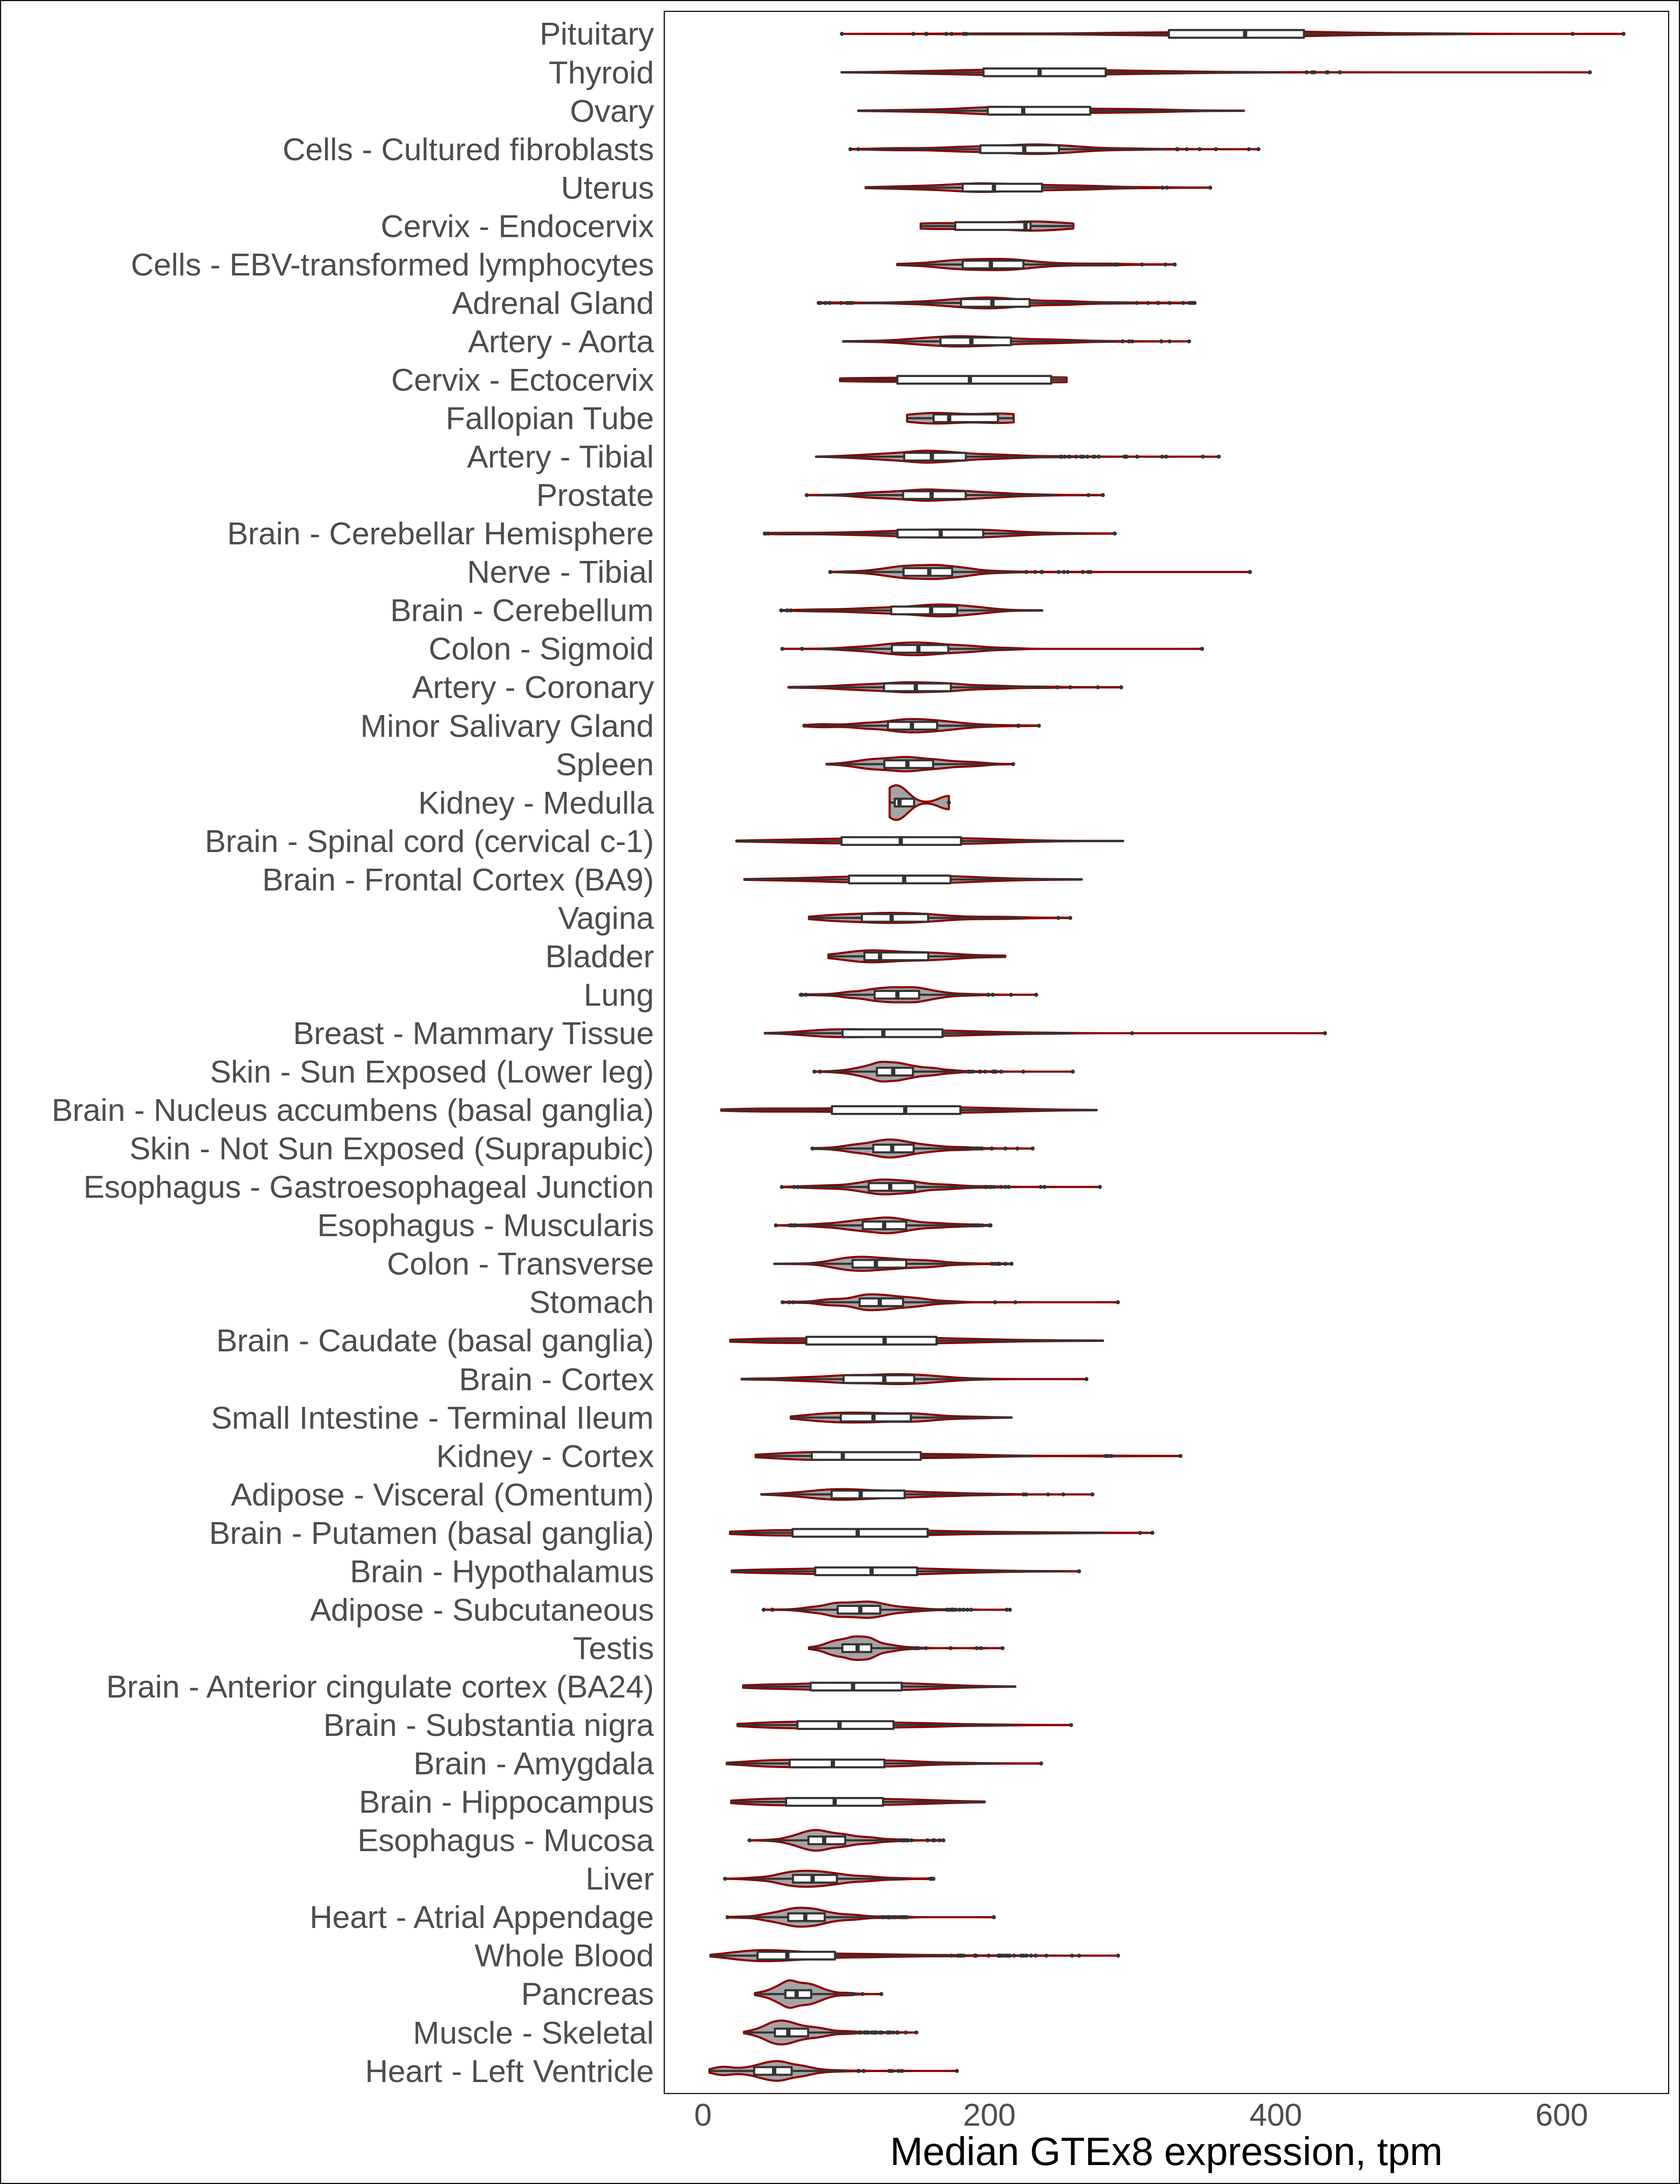 Pituitary
Thyroid
Ovary
Cells - Cultured fibroblasts
Uterus
Cervix - Endocervix
Cells - EBV-transformed lymphocytes
Adrenal Gland
Artery - Aorta
Cervix - Ectocervix
Fallopian Tube
Artery - Tibial
Prostate
Brain - Cerebellar Hemisphere
Nerve - Tibial
Brain - Cerebellum
Colon - Sigmoid
Artery - Coronary
Minor Salivary Gland
Spleen
Kidney - Medulla
Brain - Spinal cord (cervical c-1)
Brain - Frontal Cortex (BA9)
Vagina
Bladder
Lung
Breast - Mammary Tissue
Skin - Sun Exposed (Lower leg)
Brain - Nucleus accumbens (basal ganglia)
Skin - Not Sun Exposed (Suprapubic)
Esophagus - Gastroesophageal Junction
Esophagus - Muscularis
Colon - Transverse
Stomach
Brain - Caudate (basal ganglia)
Brain - Cortex
Small Intestine - Terminal Ileum
Kidney - Cortex
Adipose - Visceral (Omentum)
Brain - Putamen (basal ganglia)
Brain - Hypothalamus
Adipose - Subcutaneous
Testis
Brain - Anterior cingulate cortex (BA24)
Brain - Substantia nigra
Brain - Amygdala
Brain - Hippocampus
Esophagus - Mucosa
Liver
Heart - Atrial Appendage
Whole Blood
Pancreas
Muscle - Skeletal
Heart - Left Ventricle
0 200 400 600
Median GTEx8 expression, tpm